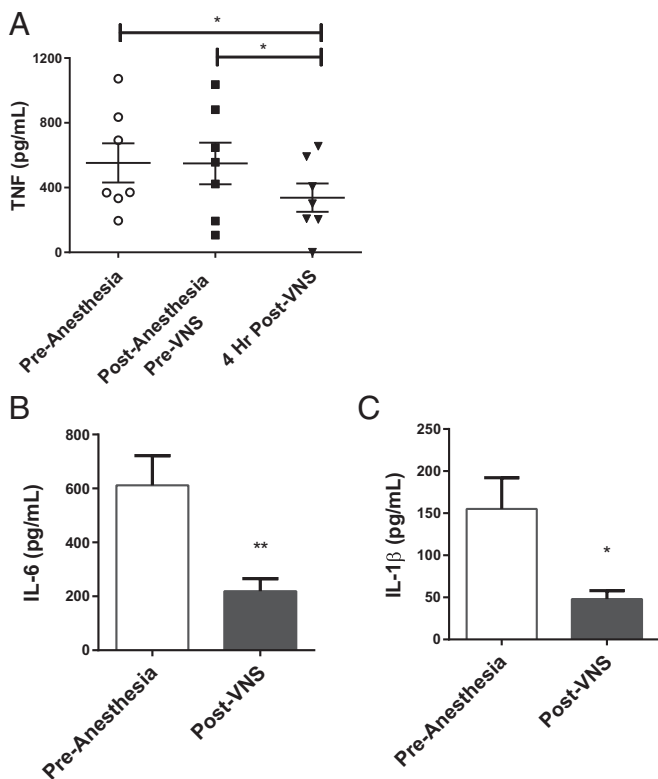 A
*
*
1200
800
400
0
TNF (pg/mL)
Pre-Anesthesia
Post-Anesthesia
Pre-VNS
4 Hr Post-VNS
B
800
600
400
200
0
IL-6 (pg/mL)
**
Pre-Anesthesia
Post-VNS
C
250
200
150
100
50
0
IL-1β (pg/mL)
*
Pre-Anesthesia
Post-VNS